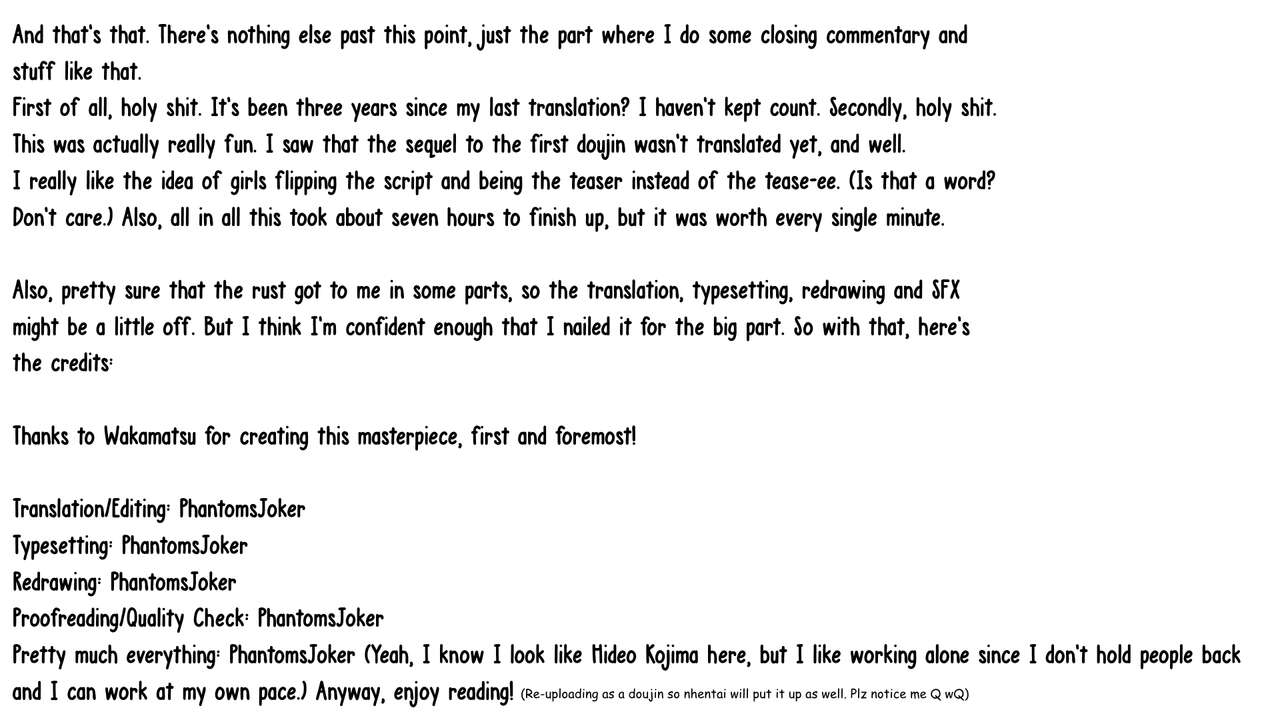 And that's that. There's nothing else past this point, just the part where I do some closing commentary and
stuff like that.
First of all, holy shit. It's been three years since my last translation? I haven't kept count. Secondly, holy shit.
This was actually really fun. I saw that the sequel to the first doujin wasn't translated yet, and well.
I really like the idea of girls flipping the script and being the teaser instead of the tease-ee. (Is that a word?
Don't care.) Also, all in all this took about seven hours to finish up, but it was worth every single minute.
Also, pretty sure that the rust got to me in some parts, so the translation, typesetting, redrawing and SFX
might be a little off. But I think I'm confident enough that I nailed it for the big part. So with that, here's
the credits:
Thanks to Wakamatsu for creating this masterpiece, first and foremost!
Translation/Editing: PhantomsJoker
Typesetting: PhantomsJoker
Redrawing: PhantomsJoker
Proofreading/Quality Check: PhantomsJoker
Pretty much everything: PhantomsJoker (Yeah, I know I look like Hideo Kojima here, but I like working alone since I don't hold people back
and I can work at my own pace.) Anyway, enjoy reading! (Re-uploading as a doujin so nhentai will put it up as well. Plz notice me Q wQ)